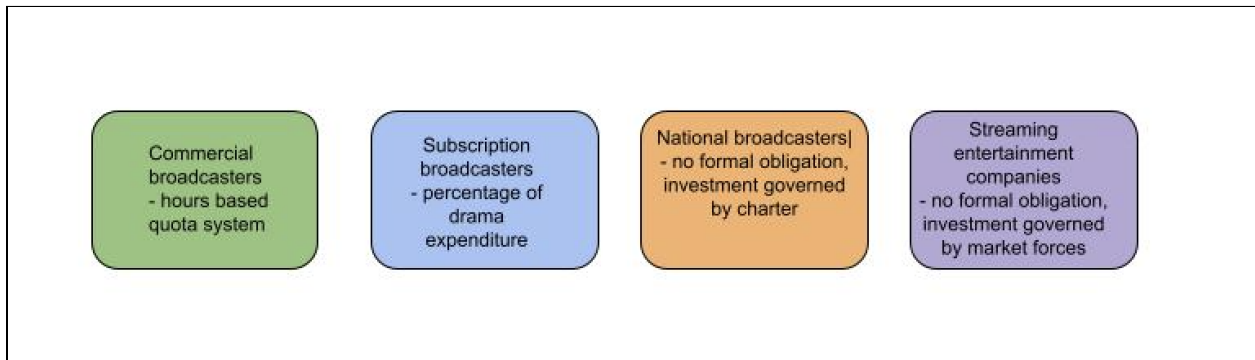 Commercial
broadcasters
- hours based
quota system
Subscription
broadcasters
- percentage of
drama
expenditure
National broadcasters|
- no formal obligation,
investment governed
by charter
Streaming
entertainment
companies
- no formal obligation,
investment governed
by market forces